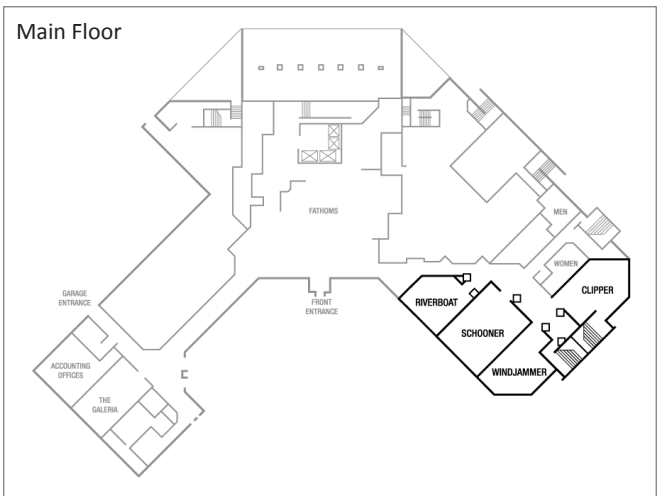 Main Floor
FATHOMS
MEN
WOMEN
CLIPPER
GARAGE
ENTRANCE
FRONT
ENTRANCE
RIVERBOAT
SCHOONER
WINDJAMMER
ACCOUNTING
OFFICES
THE
GALERIA